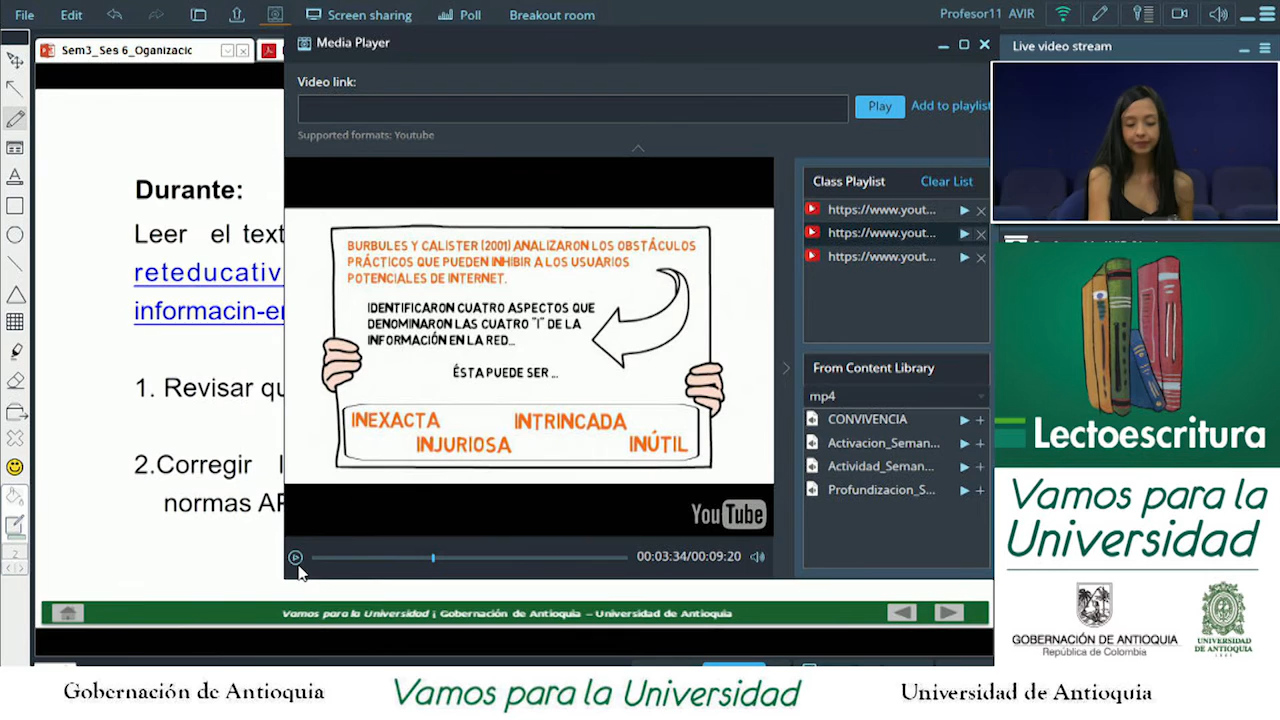 File Edit Screen sharing Poll Breakout room Profesor11 AVIR
Sem3_Ses 6_Oganizacic
Media Player
Live video stream
Video link:
Play Add to playlist
Supported formats: Youtube
Durante:
Leer el text
reteducativ
informacin-er
1. Revisar qu
2.Corregir l
normas AP
BURBULES Y CALISTER (2001) ANALIZARON LOS OBSTÁCULOS
PRÁCTICOS QUE PUEDEN INHIBIR A LOS USUARIOS
POTENCIALES DE INTERNET.
IDENTIFICARON CUATRO ASPECTOS QUE
DENOMINARON LAS CUATRO "I" DE LA
INFORMACIÓN EN LA RED...
ÉSTA PUEDE SER ...
INEXACTA INTRINCADA
INJURIOSA INÚTIL
YouTube
00:03:34/00:09:20
Class Playlist Clear List
https://www.yout...
https://www.yout...
https://www.yout...
From Content Library
mp4
CONVIVENCIA
Activacion_Seman...
Actividad_Seman...
Profundizacion_S...
2
Vamos para la Universidad ¡ Gobernación de Antioquia – Universidad de Antioquia
Lectoescritura
Vamos para la
Universidad
GOBERNACIÓN DE ANTIOQUIA
República de Colombia
UNIVERSIDAD
DE ANTIOQUIA
Gobernación de Antioquia Vamos para la Universidad Universidad de Antioquia